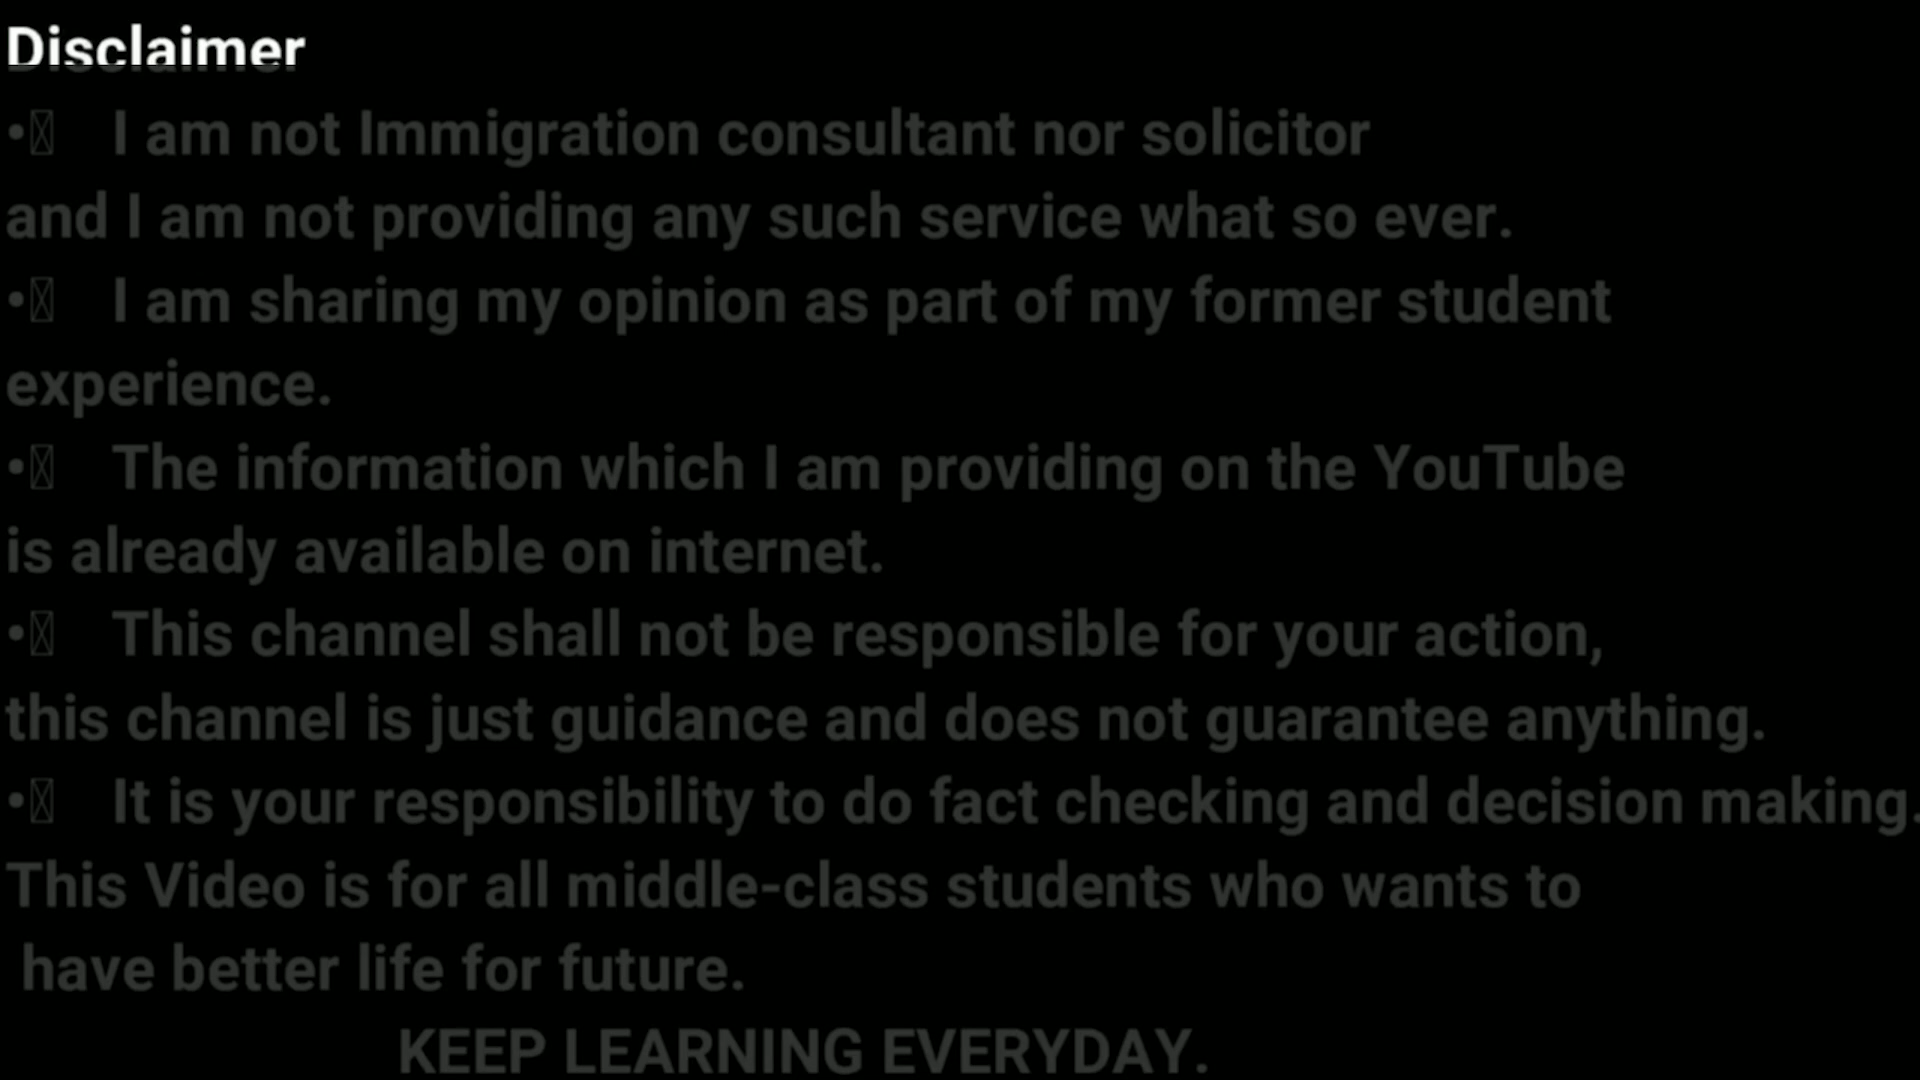 Disclaimer
• I am not Immigration consultant nor solicitor
and I am not providing any such service what so ever.
• I am sharing my opinion as part of my former student
experience.
• The information which I am providing on the YouTube
is already available on internet.
• This channel shall not be responsible for your action,
this channel is just guidance and does not guarantee anything.
• It is your responsibility to do fact checking and decision making.
This Video is for all middle-class students who wants to
have better life for future.
KEEP LEARNING EVERYDAY.